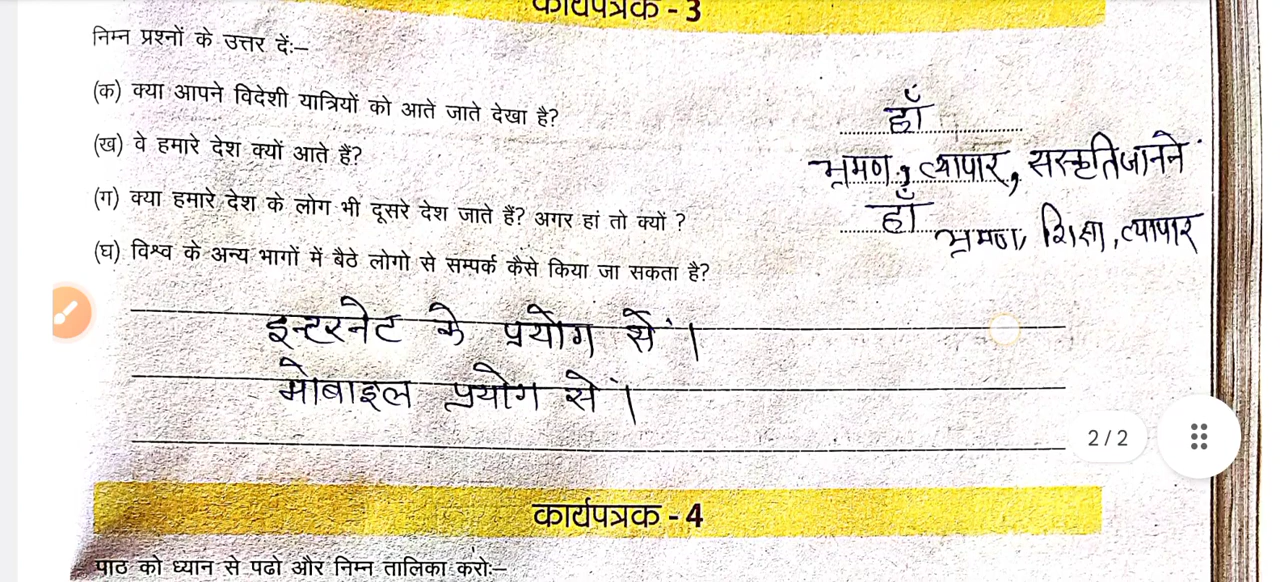 कार्यपत्रक - 3
निम्न प्रश्नों के उत्तर दें:–
(क) क्या आपने विदेशी यात्रियों को आते जाते देखा है?
हाँ
(ख) वे हमारे देश क्यों आते हैं?
भ्रमण, व्यापार, संस्कृति जानने
(ग) क्या हमारे देश के लोग भी दूसरे देश जाते हैं? अगर हां तो क्यों ?
हाँ भ्रमण, शिक्षा, व्यापार
(घ) विश्व के अन्य भागों में बैठे लोगो से सम्पर्क कैसे किया जा सकता है?
इन्टरनेट के प्रयोग सें।
मोबाइल प्रयोग सें।
2 / 2
कार्यपत्रक - 4
पाठ को ध्यान से पढो और निम्न तालिका करो:–